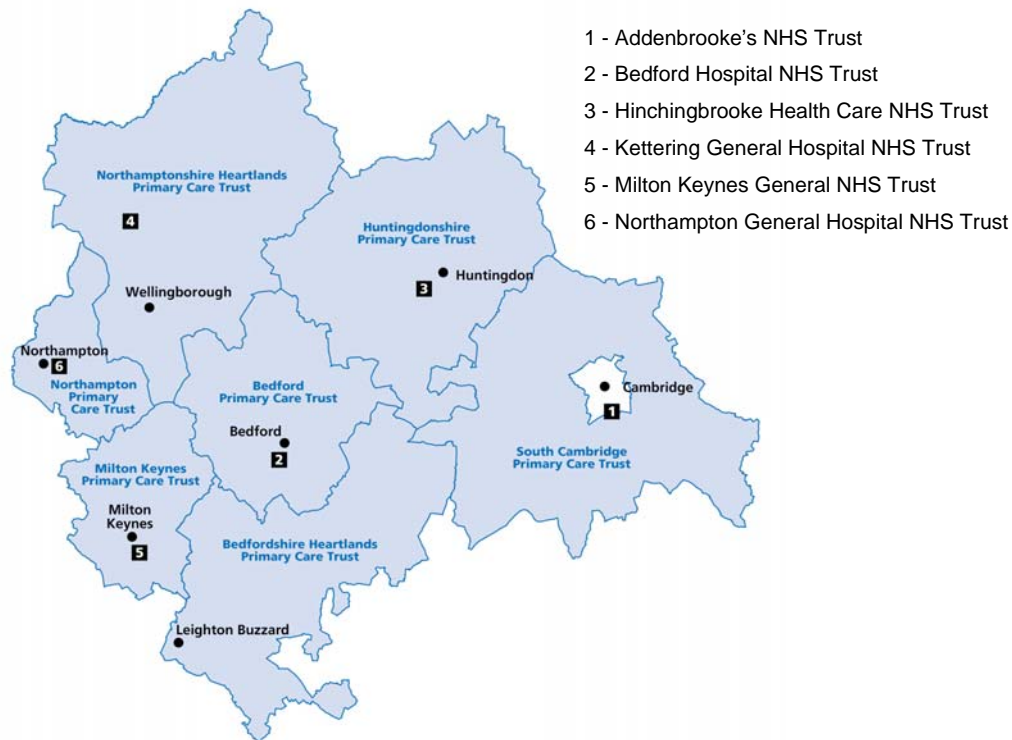 1 - Addenbrooke’s NHS Trust
2 - Bedford Hospital NHS Trust
3 - Hinchingbrooke Health Care NHS Trust
4 - Kettering General Hospital NHS Trust
5 - Milton Keynes General NHS Trust
6 - Northampton General Hospital NHS Trust
Northamptonshire Heartlands
Primary Care Trust
4
Huntingdonshire
Primary Care Trust
Huntingdon
3
Wellingborough
Northampton
6
Northampton
Primary
Care Trust
Bedford
Primary Care Trust
Bedford
2
Cambridge
1
South Cambridge
Primary Care Trust
Milton Keynes
Primary Care Trust
Milton
Keynes
5
Bedfordshire Heartlands
Primary Care Trust
Leighton Buzzard